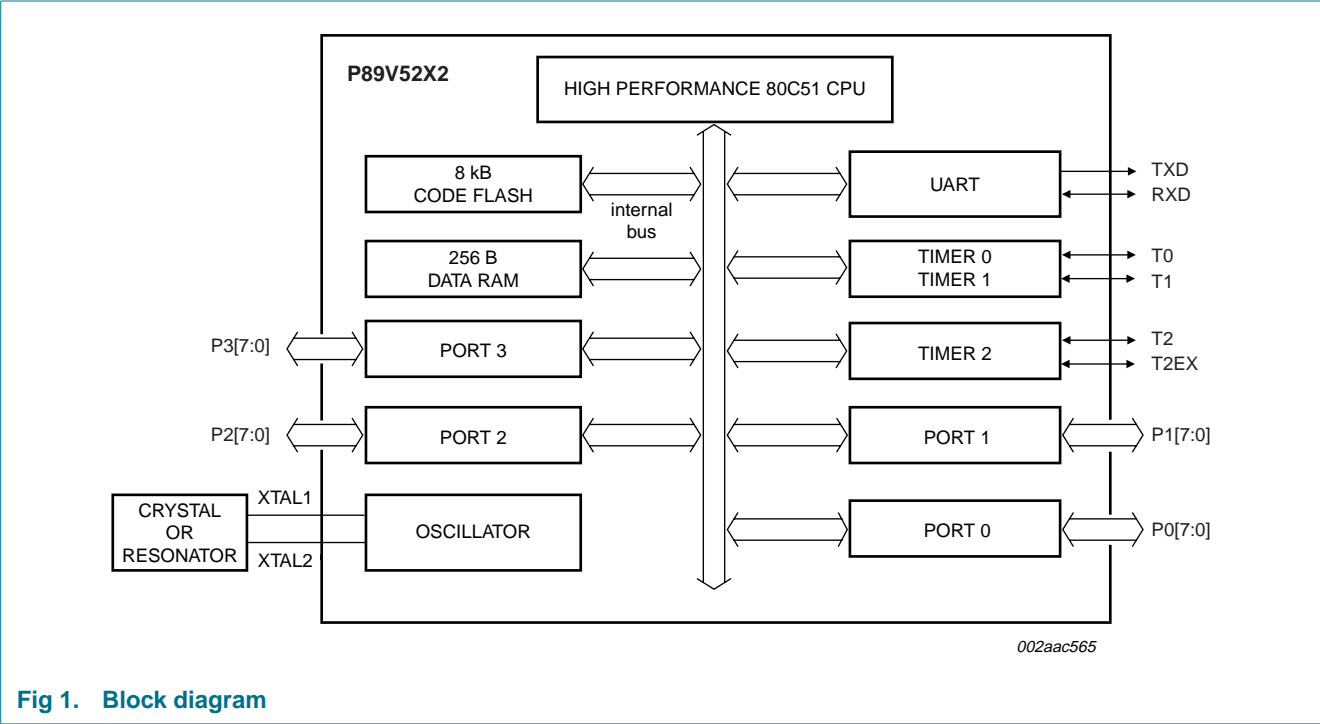 P89V52X2
HIGH PERFORMANCE 80C51 CPU
8 kB
CODE FLASH
internal
bus
UART
TXD
RXD
256 B
DATA RAM
TIMER 0
TIMER 1
T0
T1
P3[7:0]
PORT 3
TIMER 2
T2
T2EX
P2[7:0]
PORT 2
PORT 1
P1[7:0]
CRYSTAL
OR
RESONATOR
XTAL1
XTAL2
OSCILLATOR
PORT 0
P0[7:0]
002aac565
Fig 1. Block diagram